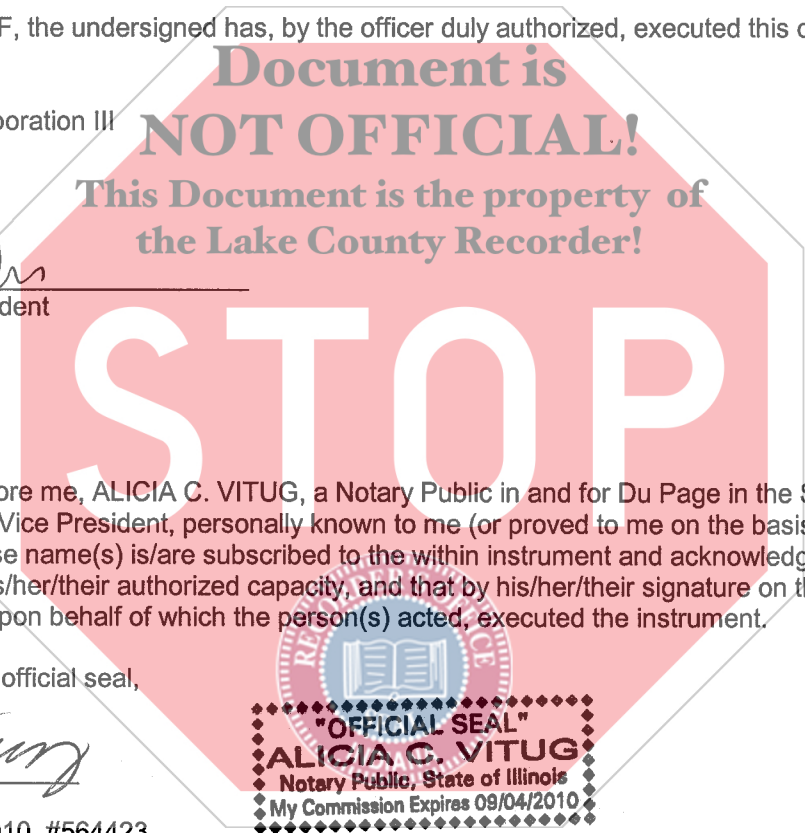 F, the undersigned has, by the officer duly authorized, executed this
Document is
oration III
NOT OFFICIAL!
This Document is the property of
the Lake County Recorder!
dent
STOP
ore me, ALICIA C. VITUG, a Notary Public in and for Du Page in the S
Vice President, personally known to me (or proved to me on the basis
se name(s) is/are subscribed to the within instrument and acknowledg
s/her/their authorized capacity, and that by his/her/their signature on th
pon behalf of which the person(s) acted, executed the instrument.
RECORDER'S OFFICE
official seal,
"OFFICIAL SEAL"
ALICIA C. VITUG
INDIANA
Notary Public, State of Illinois
My Commission Expires 09/04/2010
010 #564423